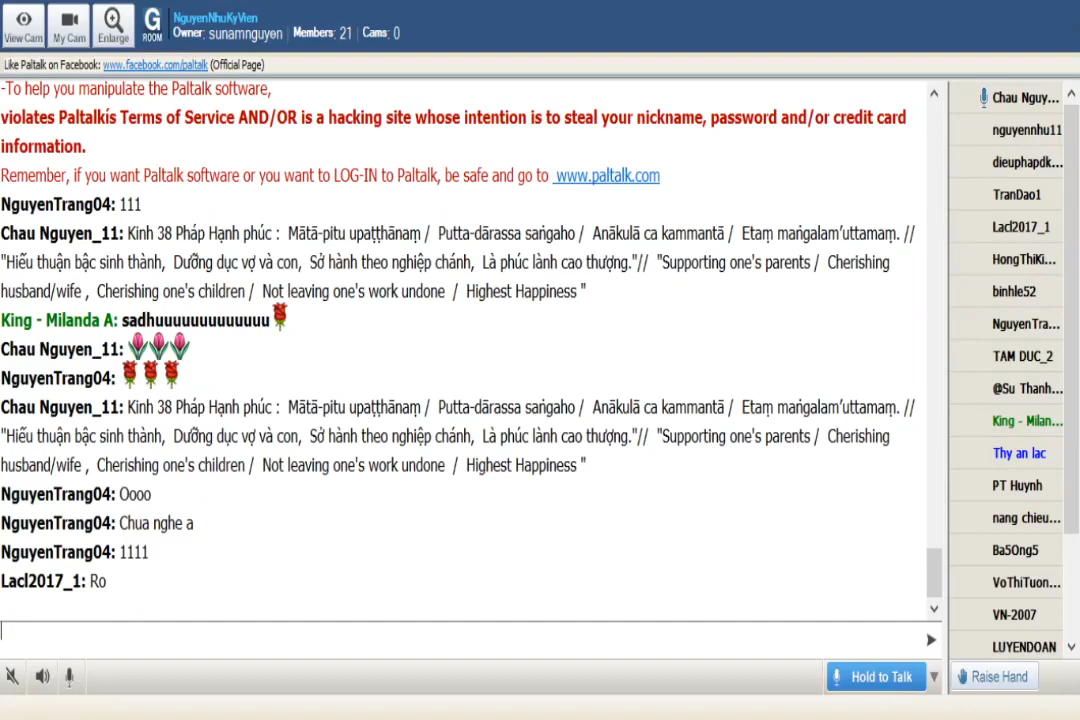 View Cam
My Cam
Enlarge
G
ROOM
NguyenNhuKyVien
Owner: sunamnguyen Members: 21 Cams: 0
Like Paltalk on Facebook: www.facebook.com/paltalk (Official Page)
-To help you manipulate the Paltalk software,
violates Paltalkís Terms of Service AND/OR is a hacking site whose intention is to steal your nickname, password and/or credit card
information.
Remember, if you want Paltalk software or you want to LOG-IN to Paltalk, be safe and go to www.paltalk.com
NguyenTrang04: 111
Chau Nguyen_11: Kinh 38 Pháp Hạnh phúc : Mātā-pitu upaṭṭhānaṃ / Putta-dārassa saṅgaho / Anākulā ca kammantā / Etaṃ maṅgalam'uttamaṃ. //
"Hiếu thuận bậc sinh thành, Dưỡng dục vợ và con, Sở hành theo nghiệp chánh, Là phúc lành cao thượng."// "Supporting one's parents / Cherishing
husband/wife , Cherishing one's children / Not leaving one's work undone / Highest Happiness "
King - Milanda A: sadhuuuuuuuuuuuuu
Chau Nguyen_11:
NguyenTrang04:
Chau Nguyen_11: Kinh 38 Pháp Hạnh phúc : Mātā-pitu upaṭṭhānaṃ / Putta-dārassa saṅgaho / Anākulā ca kammantā / Etaṃ maṅgalam'uttamaṃ. //
"Hiếu thuận bậc sinh thành, Dưỡng dục vợ và con, Sở hành theo nghiệp chánh, Là phúc lành cao thượng."// "Supporting one's parents / Cherishing
husband/wife , Cherishing one's children / Not leaving one's work undone / Highest Happiness "
NguyenTrang04: Oooo
NguyenTrang04: Chua nghe a
NguyenTrang04: 1111
Lacl2017_1: Ro
Hold to Talk
Chau Nguy...
nguyennhu11
dieuphapdk...
TranDao1
Lacl2017_1
HongThiKi...
binhle52
NguyenTra...
TAM DUC_2
@Su Thanh...
King - Milan...
Thy an lac
PT Huynh
nang chieu...
Ba5Ong5
VoThiTuon...
VN-2007
LUYENDOAN
Raise Hand